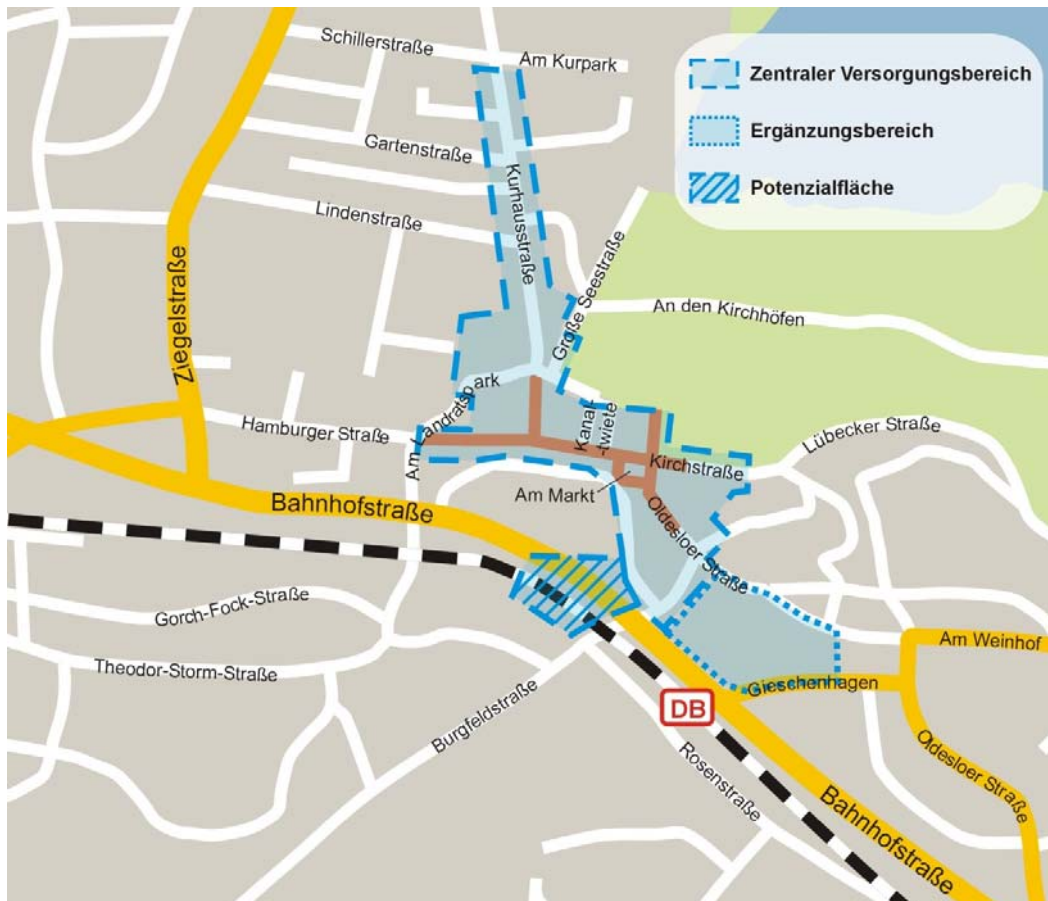 Schillerstraße
Am Kurpark
Zentraler Versorgungsbereich
Ergänzungsbereich
Potenzialfläche
Gartenstraße
Kurhausstraße
Lindenstraße
Große Seestraße
An den Kirchhöfen
Ziegelstraße
Am Landratspark
Hamburger Straße
Kanal-
-twiete
Lübecker Straße
Kirchstraße
Am Markt
Bahnhofstraße
Oldesloer Straße
Gorch-Fock-Straße
Am Weinhof
Theodor-Storm-Straße
Gieschenhagen
DB
Burgfeldstraße
Rosenstraße
Oldesloer Straße
Bahnhofstraße